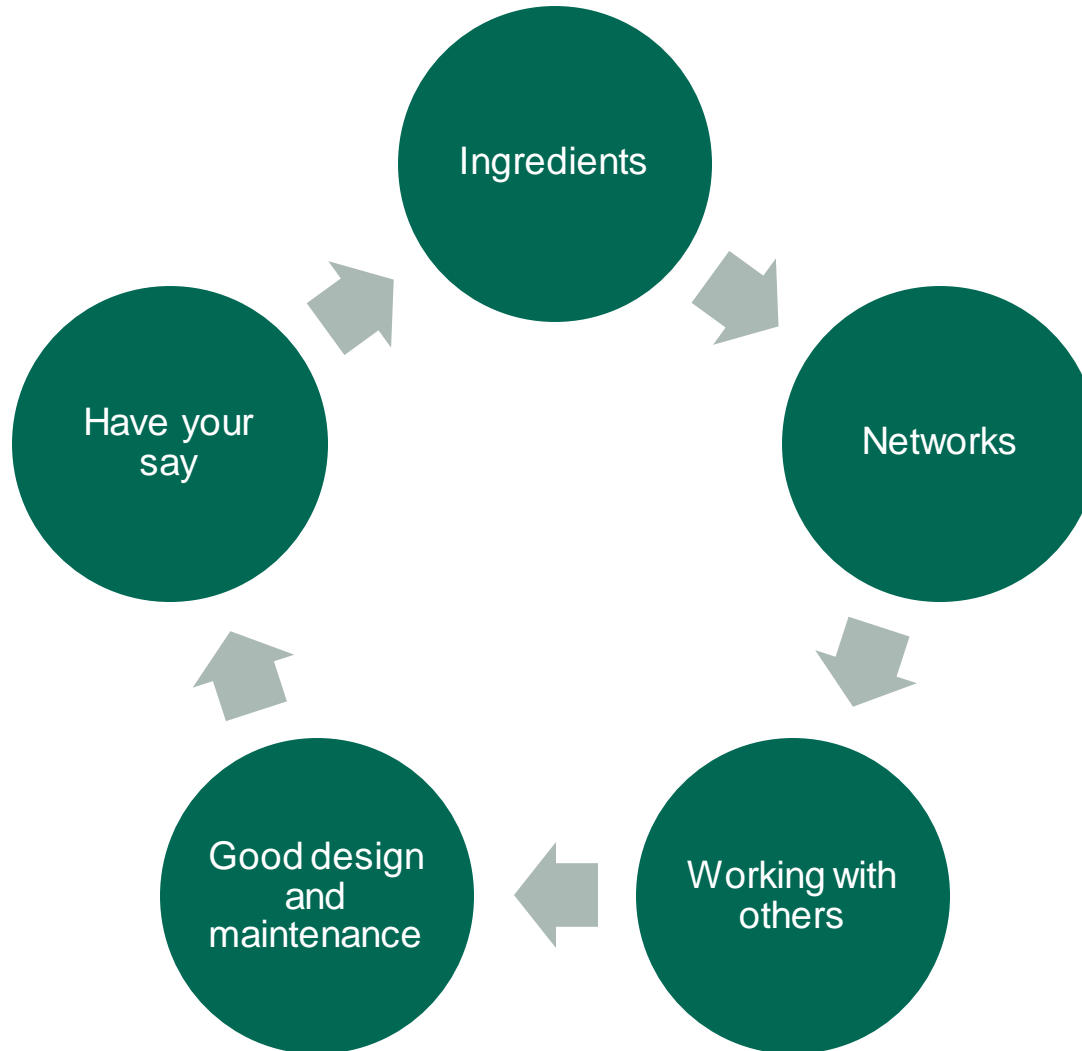 Ingredients
Networks
Working with
others
Good design
and
maintenance
Have your
say